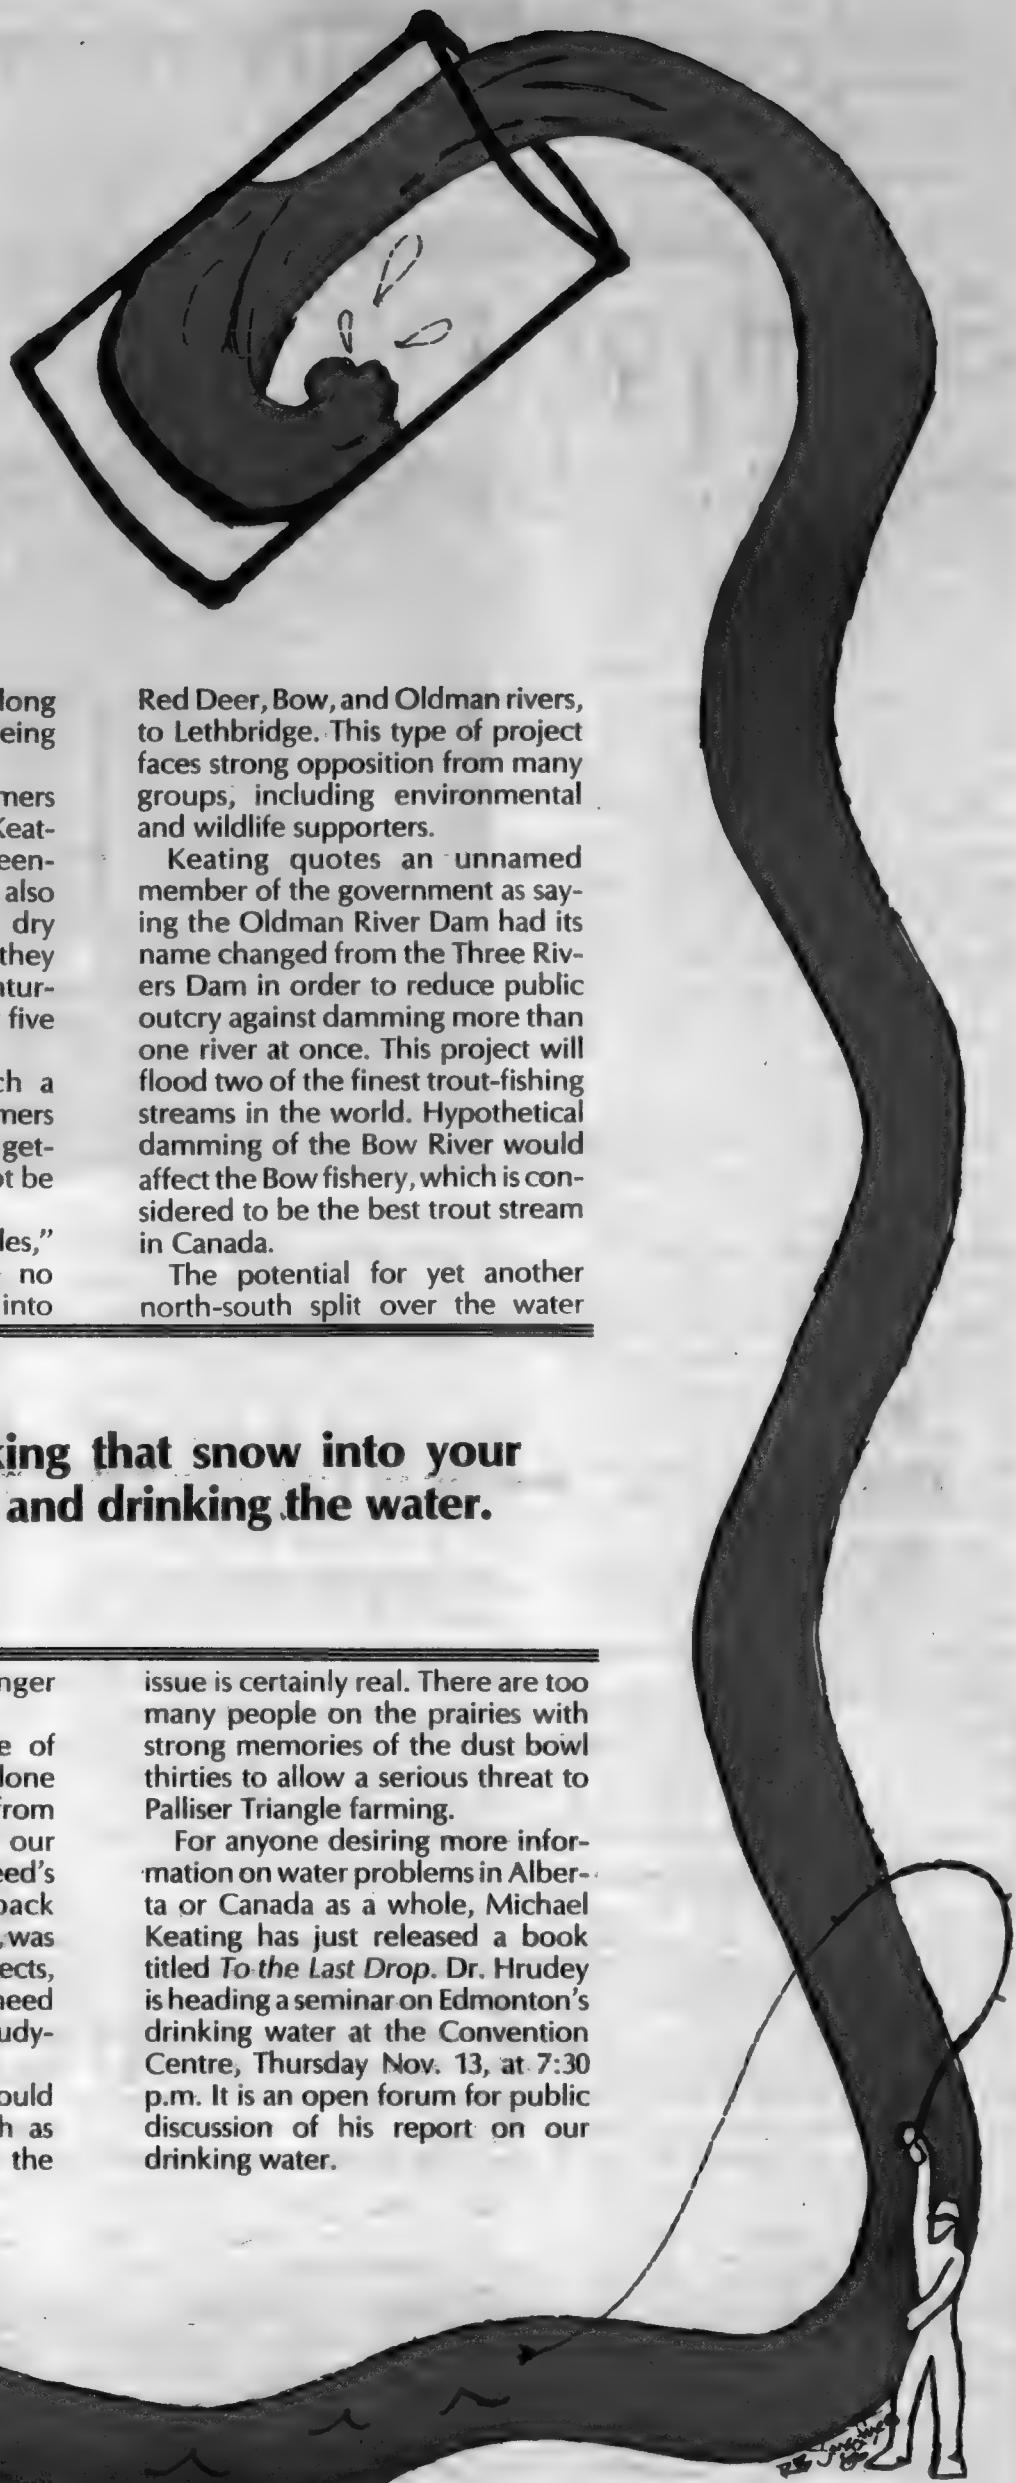 long
eing
mers
Keat-
een-
also
dry
they
atur-
five
ch a
mers
get-
ot be
les,"
no
into
Red Deer, Bow, and Oldman rivers,
to Lethbridge. This type of project
faces strong opposition from many
groups, including environmental
and wildlife supporters.
Keating quotes an unnamed
member of the government as say-
ing the Oldman River Dam had its
name changed from the Three Riv-
ers Dam in order to reduce public
outcry against damming more than
one river at once. This project will
flood two of the finest trout-fishing
streams in the world. Hypothetical
damming of the Bow River would
affect the Bow fishery, which is con-
sidered to be the best trout stream
in Canada.
The potential for yet another
north-south split over the water
king that snow into your
and drinking the water.
nger
e of
lone
from
our
eed's
back
, was
ects,
need
udy-
ould
h as
the
issue is certainly real. There are too
many people on the prairies with
strong memories of the dust bowl
thirties to allow a serious threat to
Palliser Triangle farming.
For anyone desiring more infor-
mation on water problems in Alber-
ta or Canada as a whole, Michael
Keating has just released a book
titled To the Last Drop. Dr. Hrudey
is heading a seminar on Edmonton's
drinking water at the Convention
Centre, Thursday Nov. 13, at 7:30
p.m. It is an open forum for public
discussion of his report on our
drinking water.